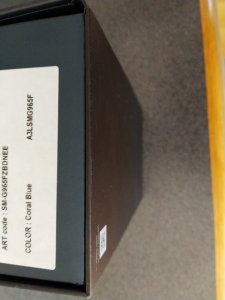 ART code : SM-G965FZBDNEE
A3LSMG965F
COLOR : Coral Blue